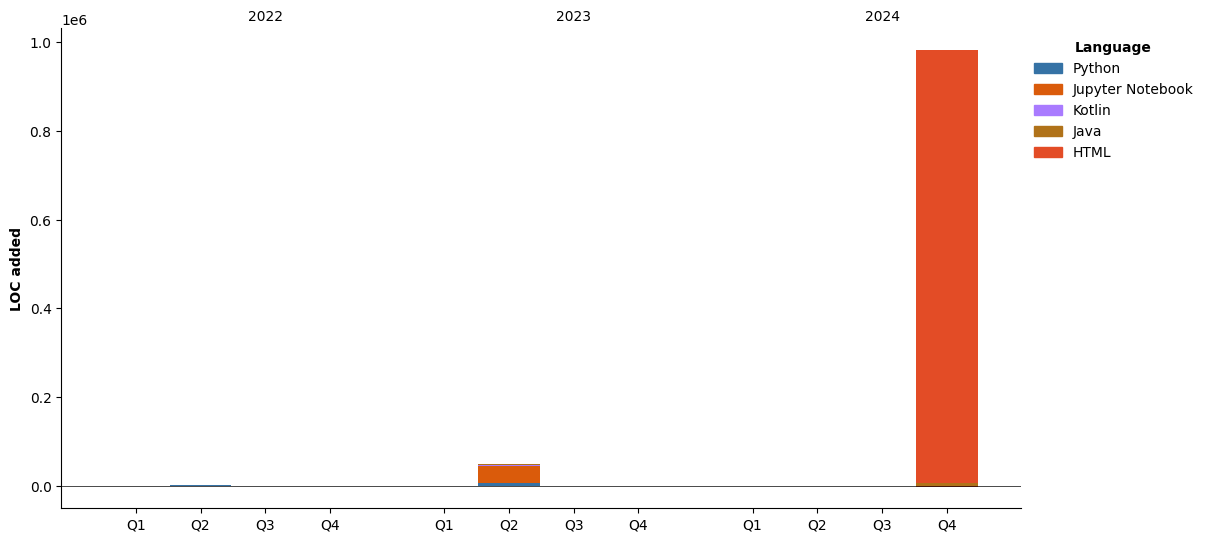 2022 2023 2024
1e6
1.0
0.8
0.6
0.4
0.2
0.0
LOC added
Q1 Q2 Q3 Q4 Q1 Q2 Q3 Q4 Q1 Q2 Q3 Q4
Language
Python
Jupyter Notebook
Kotlin
Java
HTML